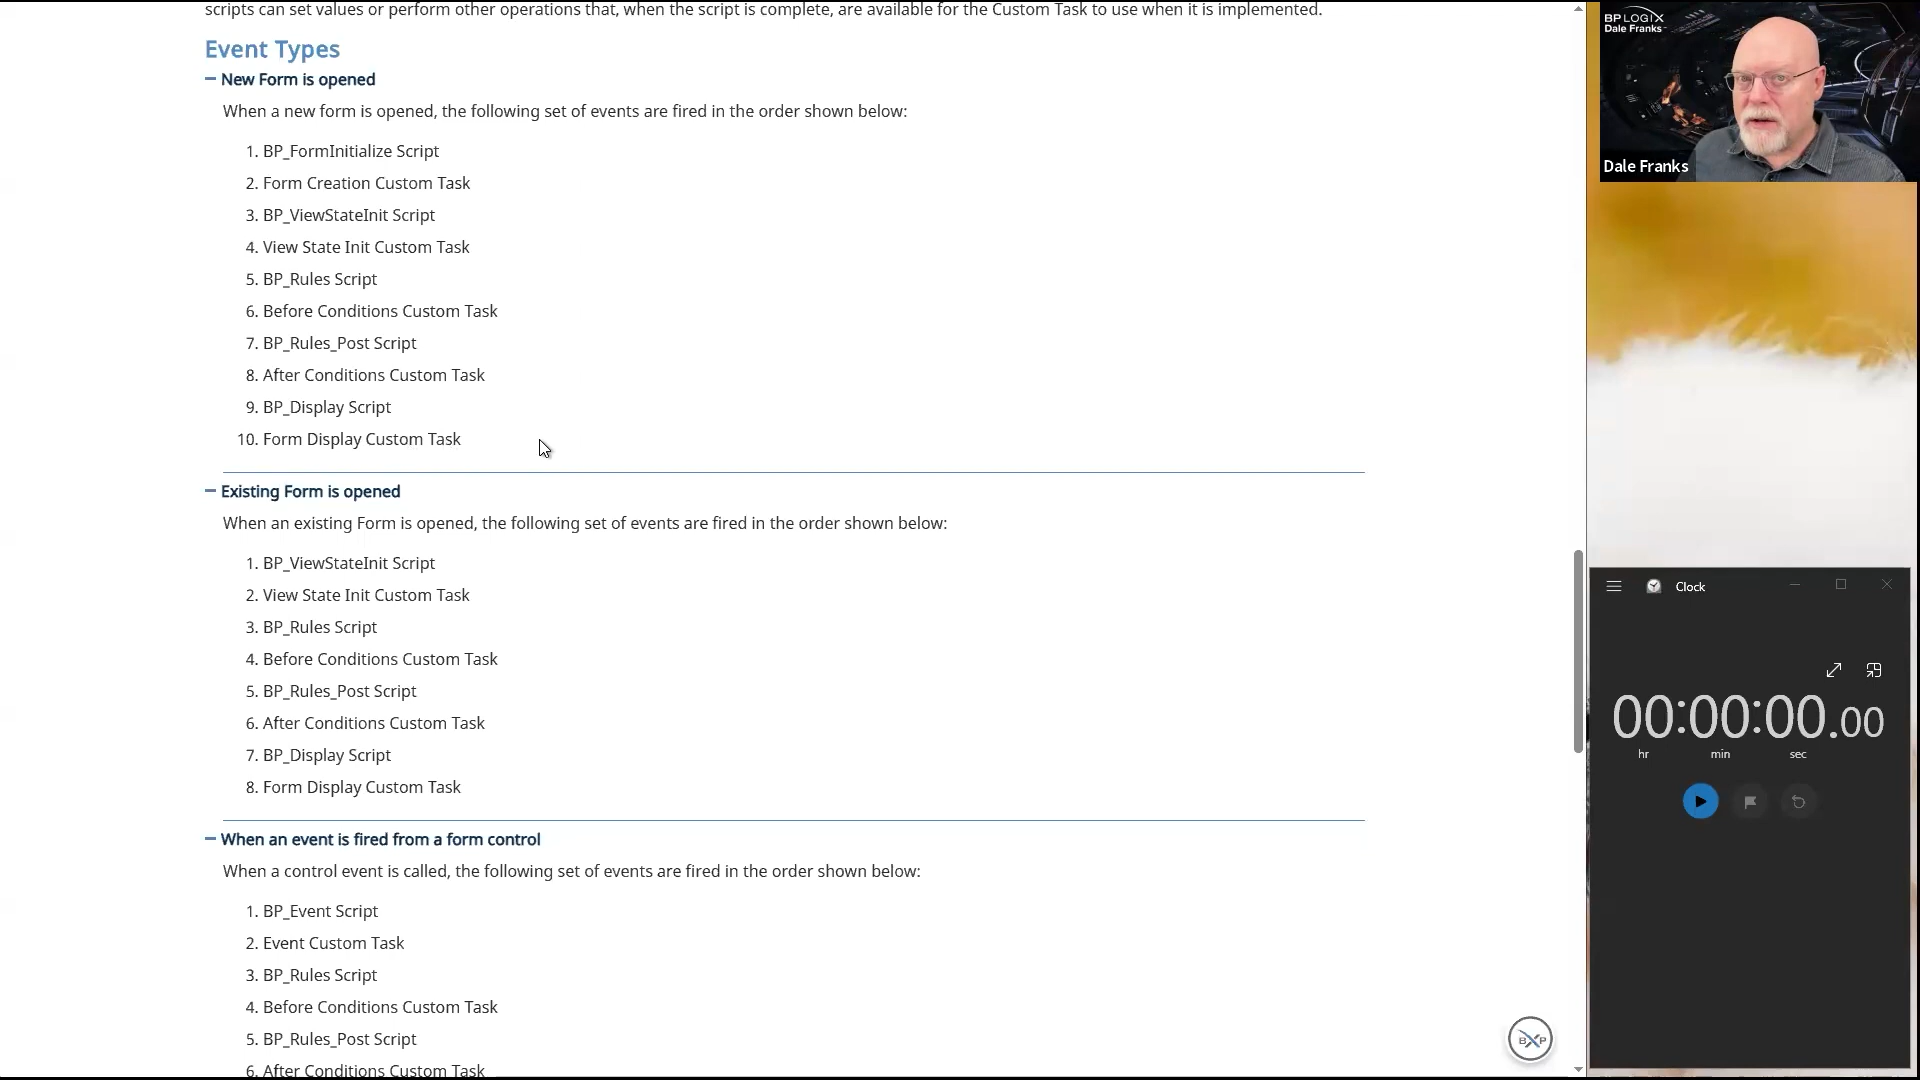 scripts can set values or perform other operations that, when the script is complete, are available for the Custom Task to use when it is implemented.
Event Types
New Form is opened
When a new form is opened, the following set of events are fired in the order shown below:
1. BP_FormInitialize Script
2. Form Creation Custom Task
3. BP_ViewStateInit Script
4. View State Init Custom Task
5. BP_Rules Script
6. Before Conditions Custom Task
7. BP_Rules_Post Script
8. After Conditions Custom Task
9. BP_Display Script
10. Form Display Custom Task
Existing Form is opened
When an existing Form is opened, the following set of events are fired in the order shown below:
1. BP_ViewStateInit Script
2. View State Init Custom Task
3. BP_Rules Script
4. Before Conditions Custom Task
5. BP_Rules_Post Script
6. After Conditions Custom Task
7. BP_Display Script
8. Form Display Custom Task
When an event is fired from a form control
When a control event is called, the following set of events are fired in the order shown below:
1. BP_Event Script
2. Event Custom Task
3. BP_Rules Script
4. Before Conditions Custom Task
5. BP_Rules_Post Script
6. After Conditions Custom Task
BXP
BP LOGIX
Dale Franks
Dale Franks
Clock
00:00:00.00
hr min sec